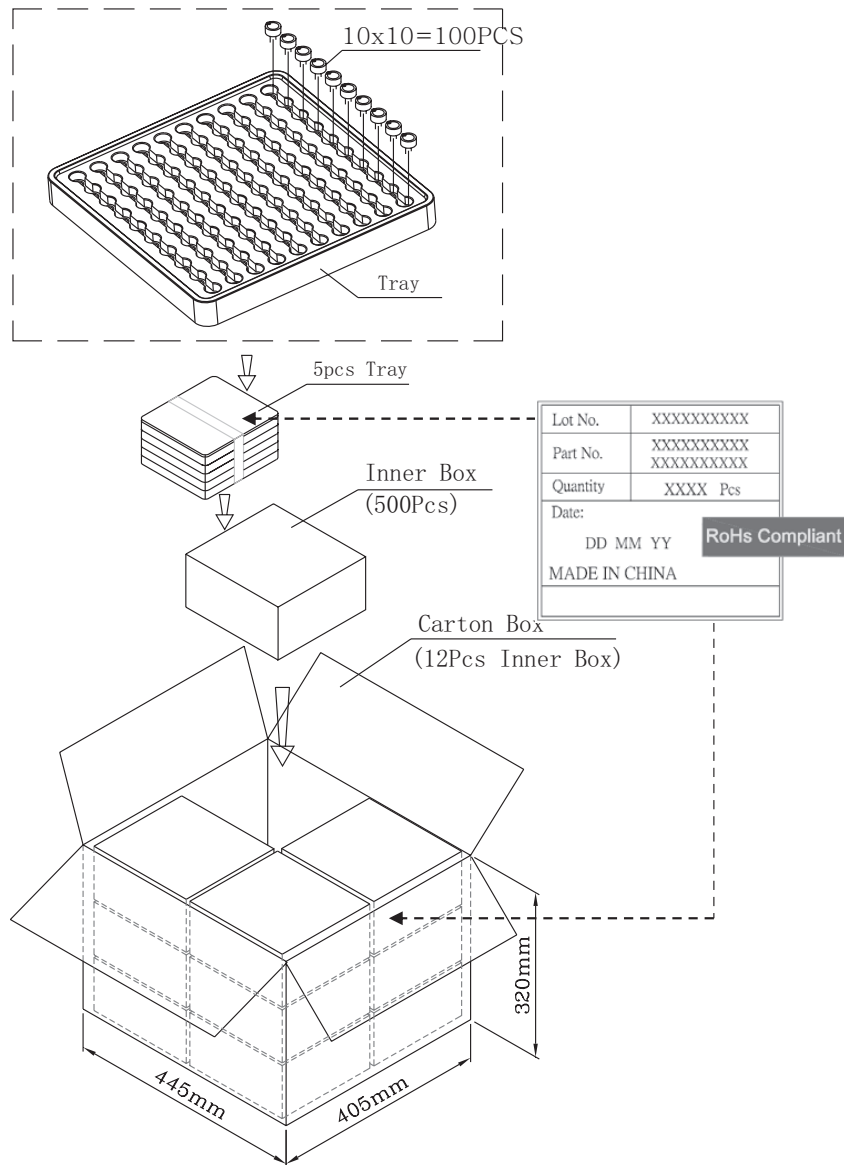 10x10=100PCS
Tray
5pcs Tray
Inner Box
(500Pcs)
Lot No. XXXXXXXXXX
Part No. XXXXXXXXXX
XXXXXXXXXX
Quantity XXXX Pcs
Date:
DD MM YY
RoHs Compliant
MADE IN CHINA
Carton Box
(12Pcs Inner Box)
320mm
445mm
405mm